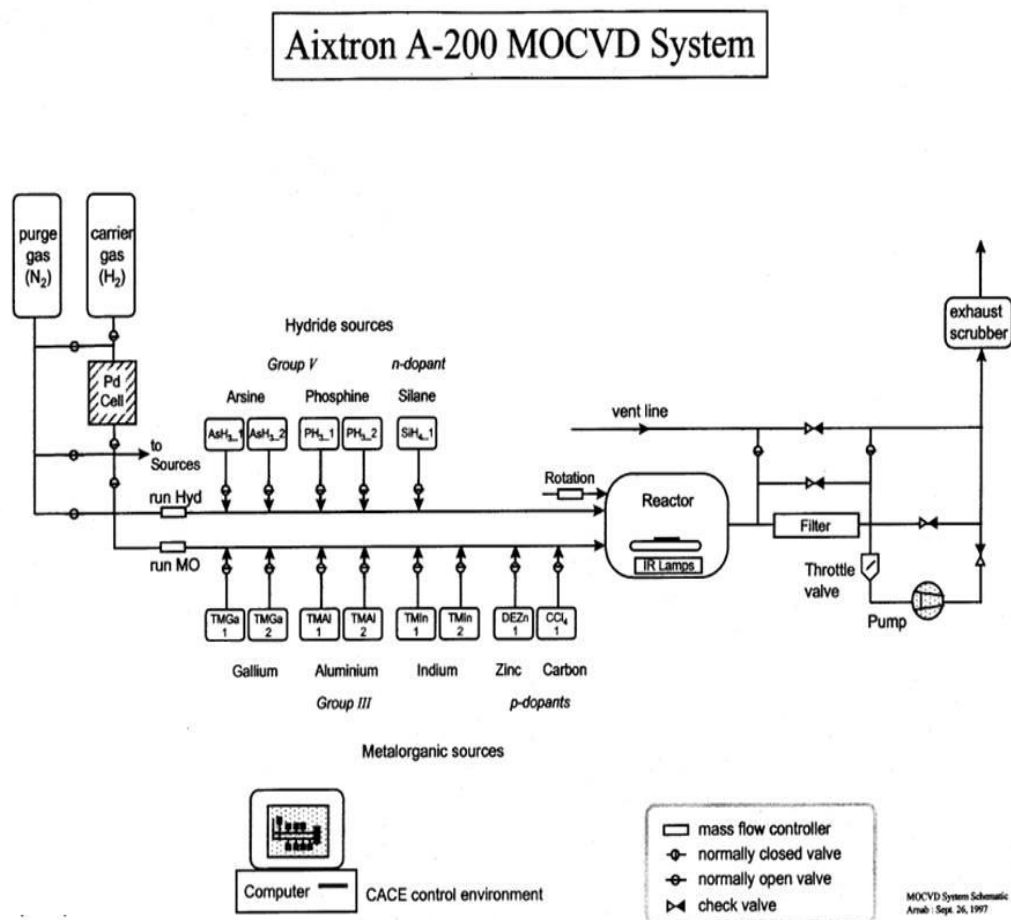 Aixtron A-200 MOCVD System
purge
gas
(N₂)
carrier
gas
(H₂)
Pd
Cell
to
Sources
Hydride sources
Group V
n-dopant
Arsine
Phosphine
Silane
AsH₃_1
AsH₃_2
PH₃_1
PH₃_2
SiH₄_1
run Hyd
run MO
vent line
Rotation
Reactor
IR Lamps
Filter
Throttle
valve
Pump
exhaust
scrubber
TMGa
1
TMGa
2
TMAl
1
TMAl
2
TMIn
1
TMIn
2
DEZn
1
CCl₄
1
Gallium
Aluminium
Indium
Zinc
Carbon
Group III
p-dopants
Metalorganic sources
Computer
CACE control environment
mass flow controller
normally closed valve
normally open valve
check valve
MOCVD System Schematic
Arnab : Sept. 26, 1997